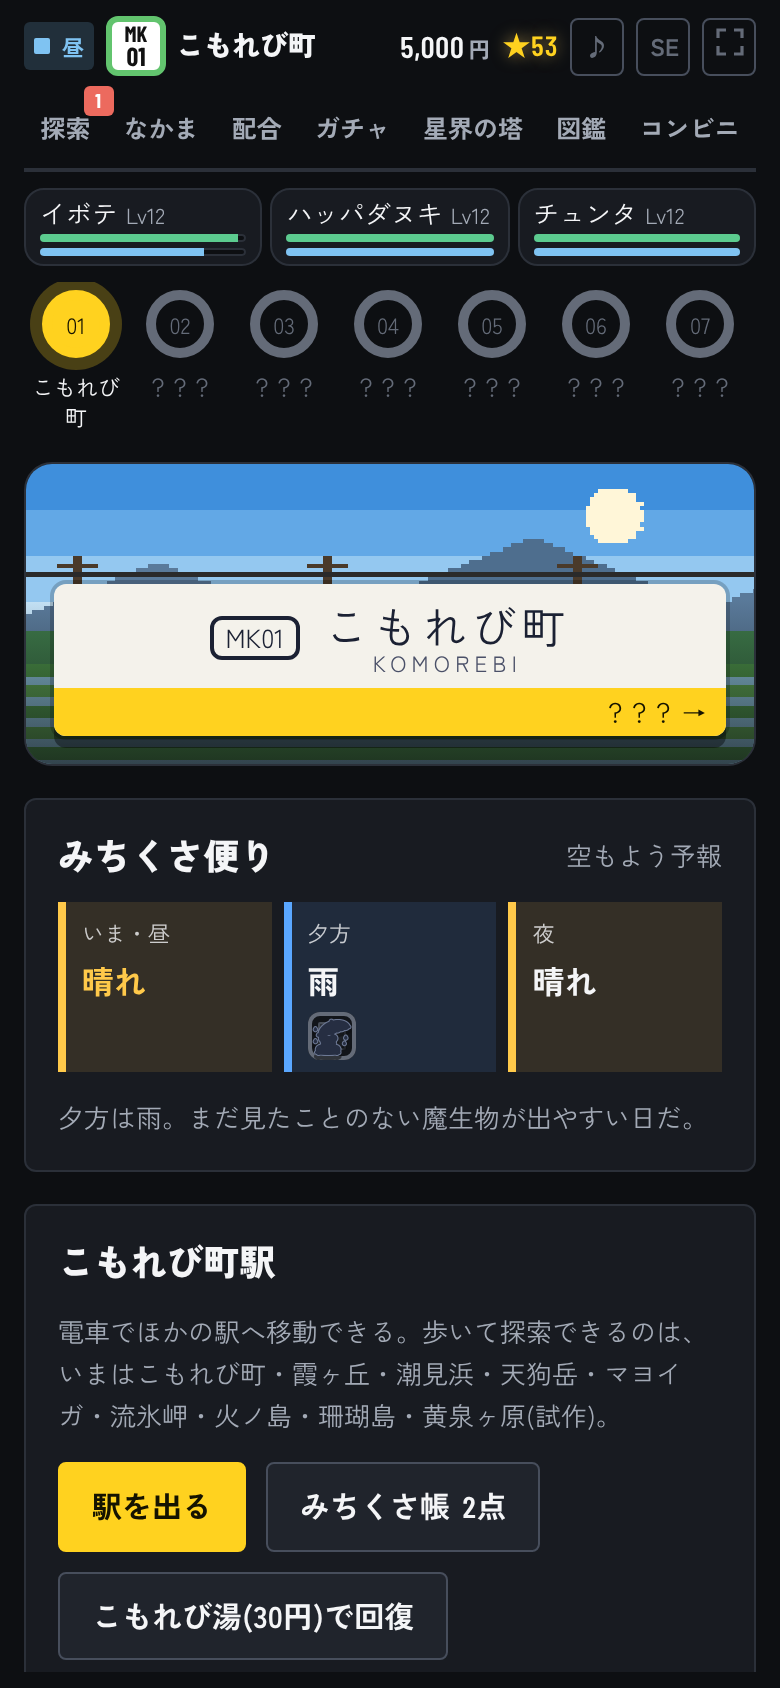 昼 MK 01 こもれび町 5,000 円 ★53 ♪ SE
1
探索 なかま 配合 ガチャ 星界の塔 図鑑 コンビニ
イボテ Lv12 ハッパダヌキ Lv12 チュンタ Lv12
01 02 03 04 05 06 07
こもれび町 ？？？ ？？？ ？？？ ？？？ ？？？ ？？？
MK01 こもれび町
KOMOREBI
？？？ →
みちくさ便り 空もよう予報
いま・昼 夕方 夜
晴れ 雨 晴れ
夕方は雨。まだ見たことのない魔生物が出やすい日だ。
こもれび町駅
電車でほかの駅へ移動できる。歩いて探索できるのは、
いまはこもれび町・霞ヶ丘・潮見浜・天狗岳・マヨイ
ガ・流氷岬・火ノ島・珊瑚島・黄泉ヶ原(試作)。
駅を出る みちくさ帳 2点
こもれび湯(30円)で回復